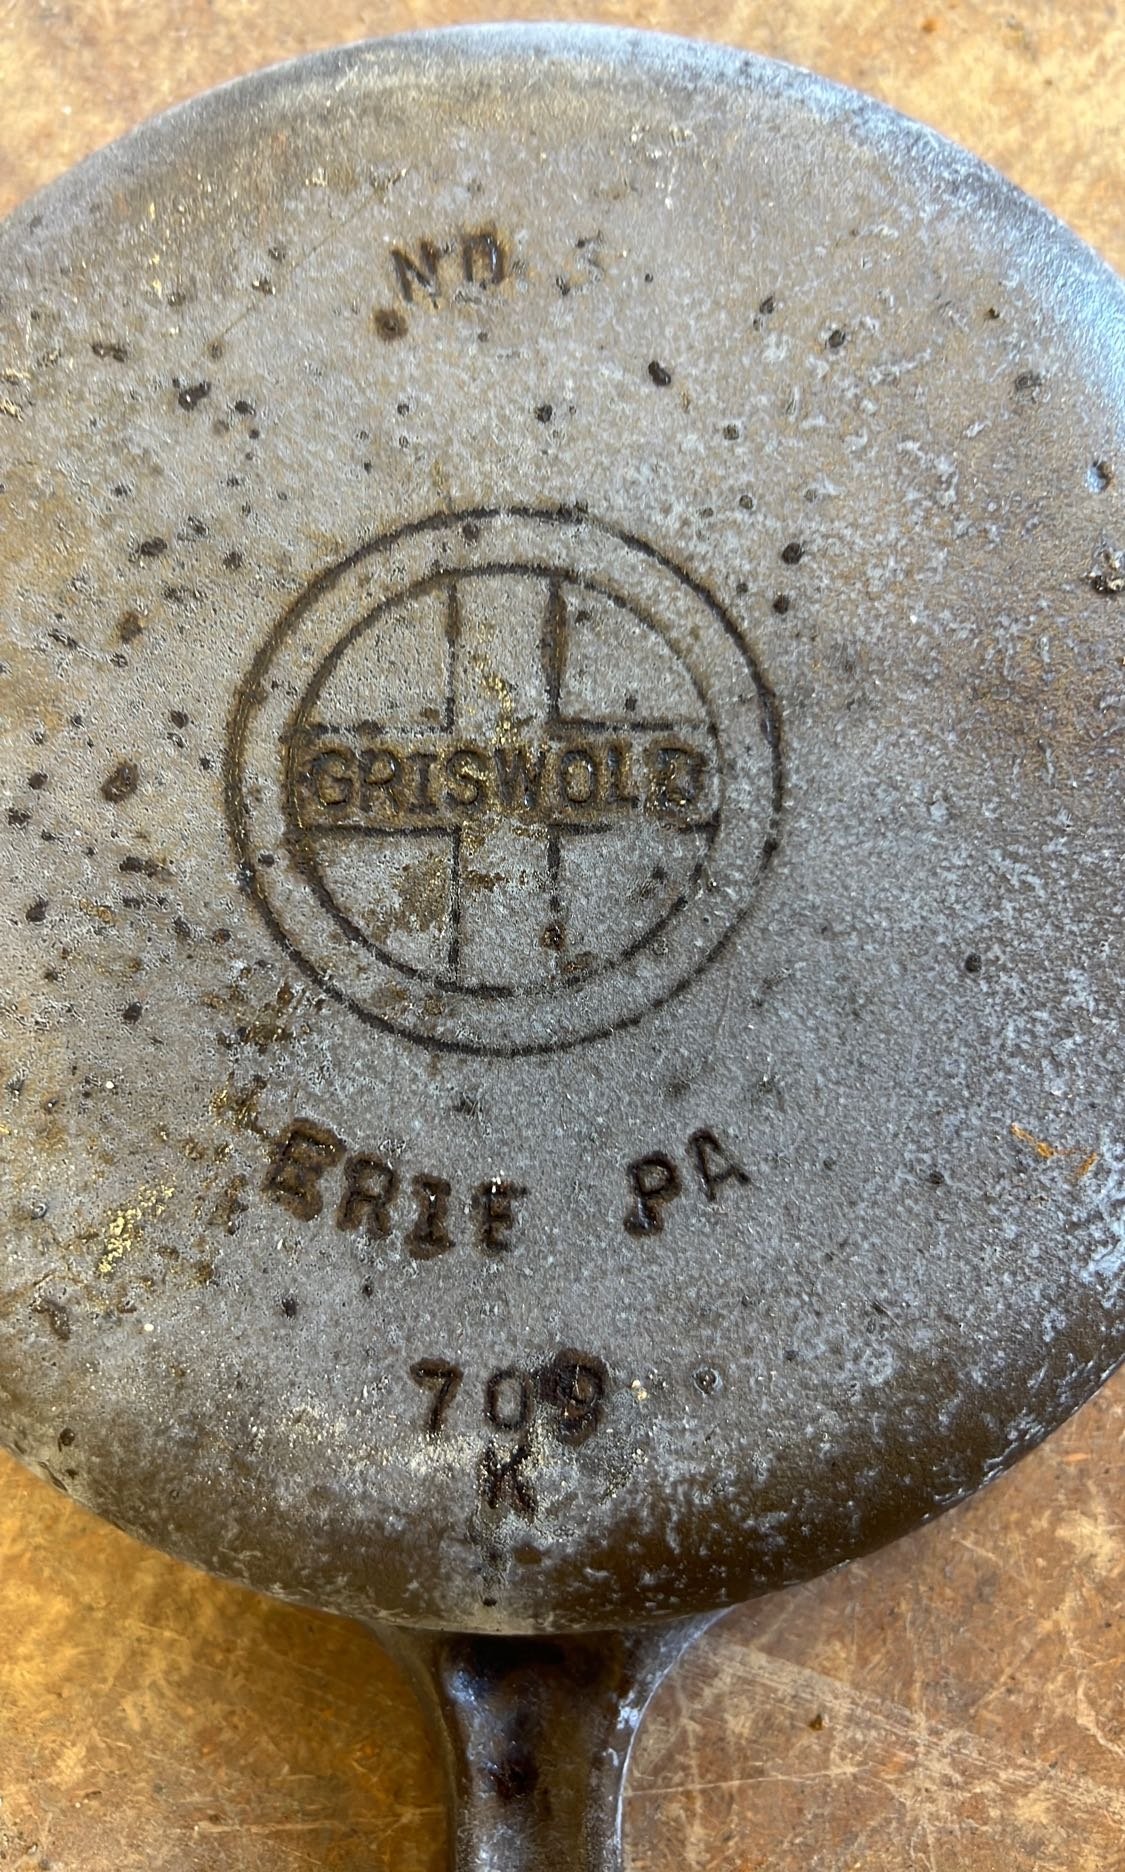 NO 3
GRISWOLD
ERIE PA
709
K